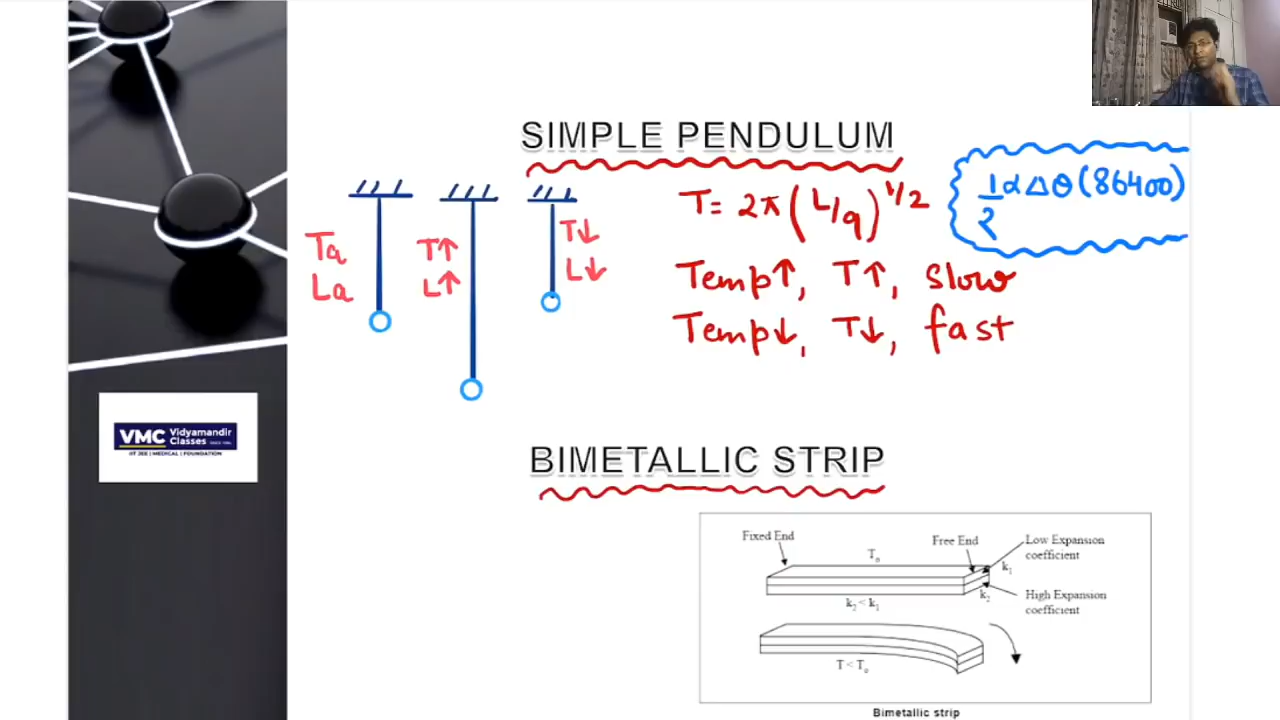 SIMPLE PENDULUM
Ta
La
T↑
L↑
T↓
L↓
T = 2π (L/g)^1/2
1/2 α Δθ (86400)
Temp↑, T↑, Slow
Temp↓, T↓, fast
VMC Vidyamandir Classes
SINCE 1986
IIT JEE | MEDICAL | FOUNDATION
BIMETALLIC STRIP
Fixed End
T₀
Free End
Low Expansion
coefficient
k₁
k₂
k₂ < k₁
High Expansion
coefficient
T < T₀
Bimetallic strip